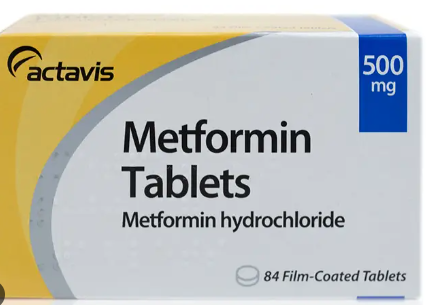 actavis
500
mg
Metformin
Tablets
Metformin hydrochloride
84 Film-Coated Tablets